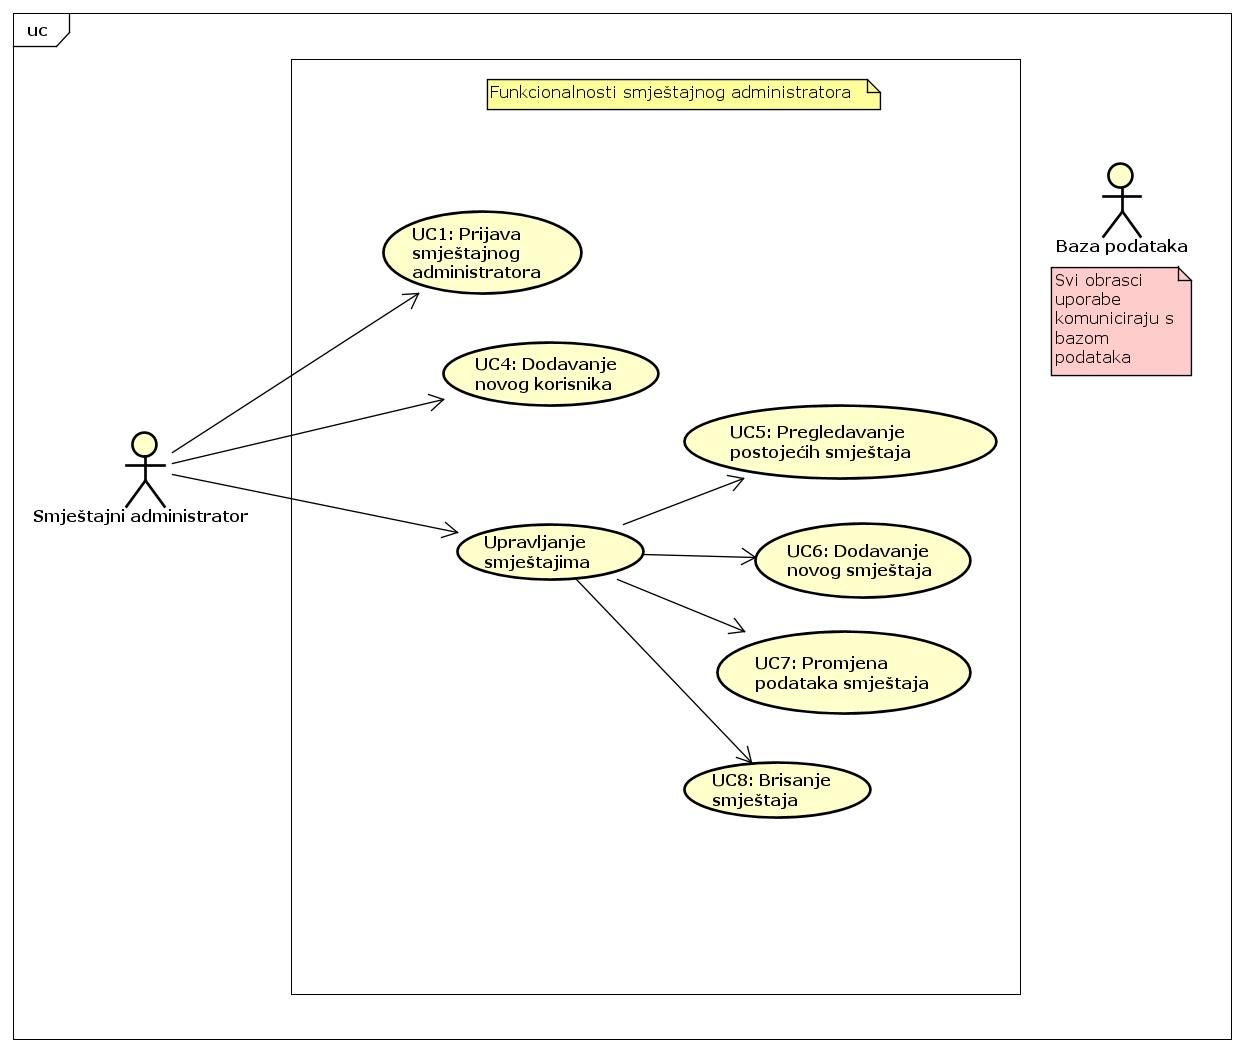 uc
Funkcionalnosti smještajnog administratora
UC1: Prijava
smještajnog
administratora
Baza podataka
Svi obrasci
uporabe
komuniciraju s
bazom
podataka
UC4: Dodavanje
novog korisnika
UC5: Pregledavanje
postojećih smještaja
Smještajni administrator
Upravljanje
smještajima
UC6: Dodavanje
novog smještaja
UC7: Promjena
podataka smještaja
UC8: Brisanje
smještaja